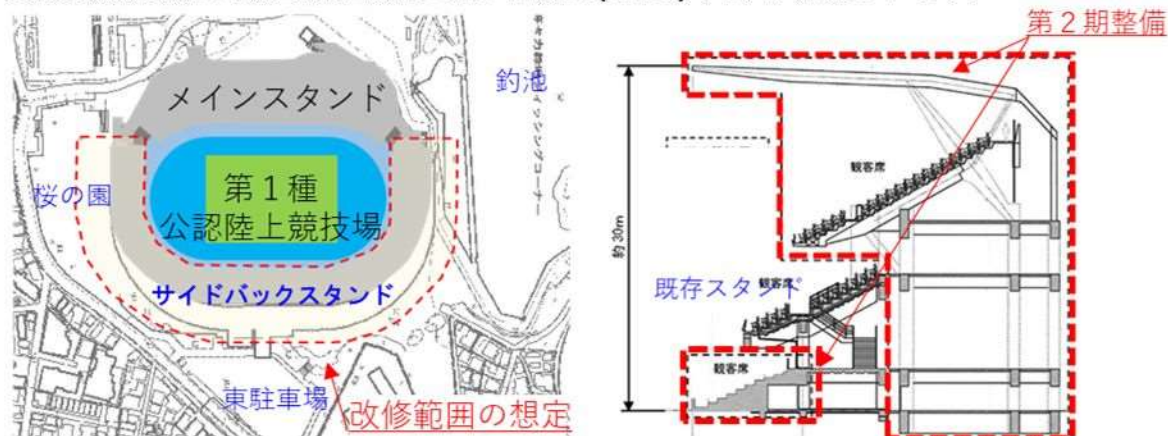 メインスタンド
釣池
桜の園
第1種
公認陸上競技場
サイドバックスタンド
東駐車場
改修範囲の想定
第2期整備
観客席
約30m
既存スタンド
観客席
観客席